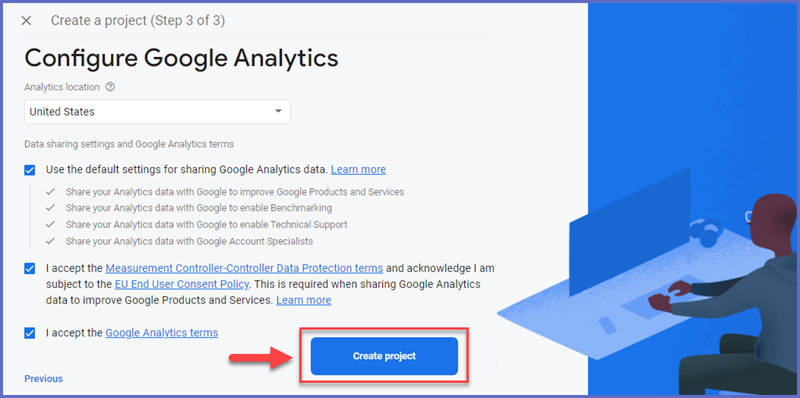 Create a project (Step 3 of 3)
Configure Google Analytics
Analytics location
United States
Data sharing settings and Google Analytics terms
Use the default settings for sharing Google Analytics data. Learn more
Share your Analytics data with Google to improve Google Products and Services
Share your Analytics data with Google to enable Benchmarking
Share your Analytics data with Google to enable Technical Support
Share your Analytics data with Google Account Specialists
I accept the Measurement Controller-Controller Data Protection terms and acknowledge I am
subject to the EU End User Consent Policy. This is required when sharing Google Analytics
data to improve Google Products and Services. Learn more
I accept the Google Analytics terms
Create project
Previous